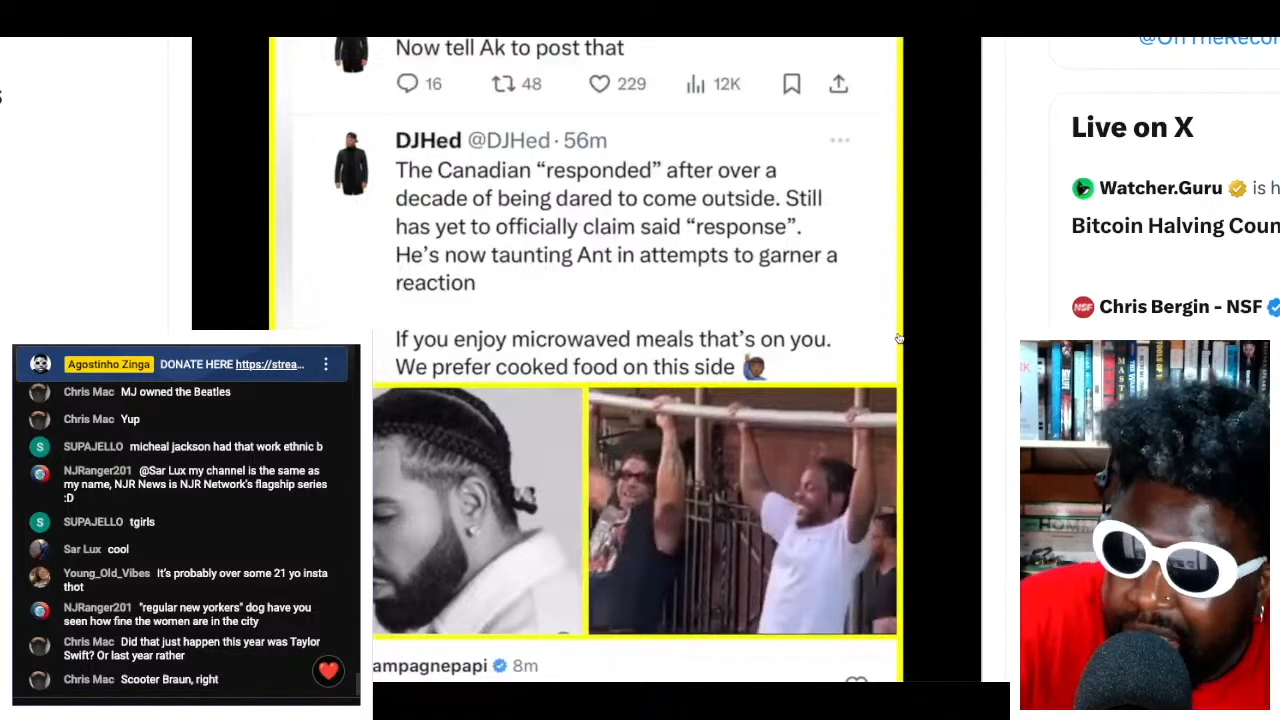 Now tell Ak to post that
16 48 229 12K
DJHed @DJHed · 56m
The Canadian “responded” after over a
decade of being dared to come outside. Still
has yet to officially claim said “response”.
He’s now taunting Ant in attempts to garner a
reaction
If you enjoy microwaved meals that’s on you.
We prefer cooked food on this side 🙋🏾‍♂️
ampagnepapi 8m
@OnTheRecor
Live on X
Watcher.Guru is h
Bitcoin Halving Coun
NSF Chris Bergin - NSF
Agostinho Zinga DONATE HERE https://strea...
Chris Mac MJ owned the Beatles
Chris Mac Yup
S SUPAJELLO micheal jackson had that work ethnic b
NJRanger201 @Sar Lux my channel is the same as
my name, NJR News is NJR Network's flagship series
:D
S SUPAJELLO tgirls
Sar Lux cool
Young_Old_Vibes It's probably over some 21 yo insta
thot
NJRanger201 "regular new yorkers" dog have you
seen how fine the women are in the city
Chris Mac Did that just happen this year was Taylor
Swift? Or last year rather
Chris Mac Scooter Braun, right